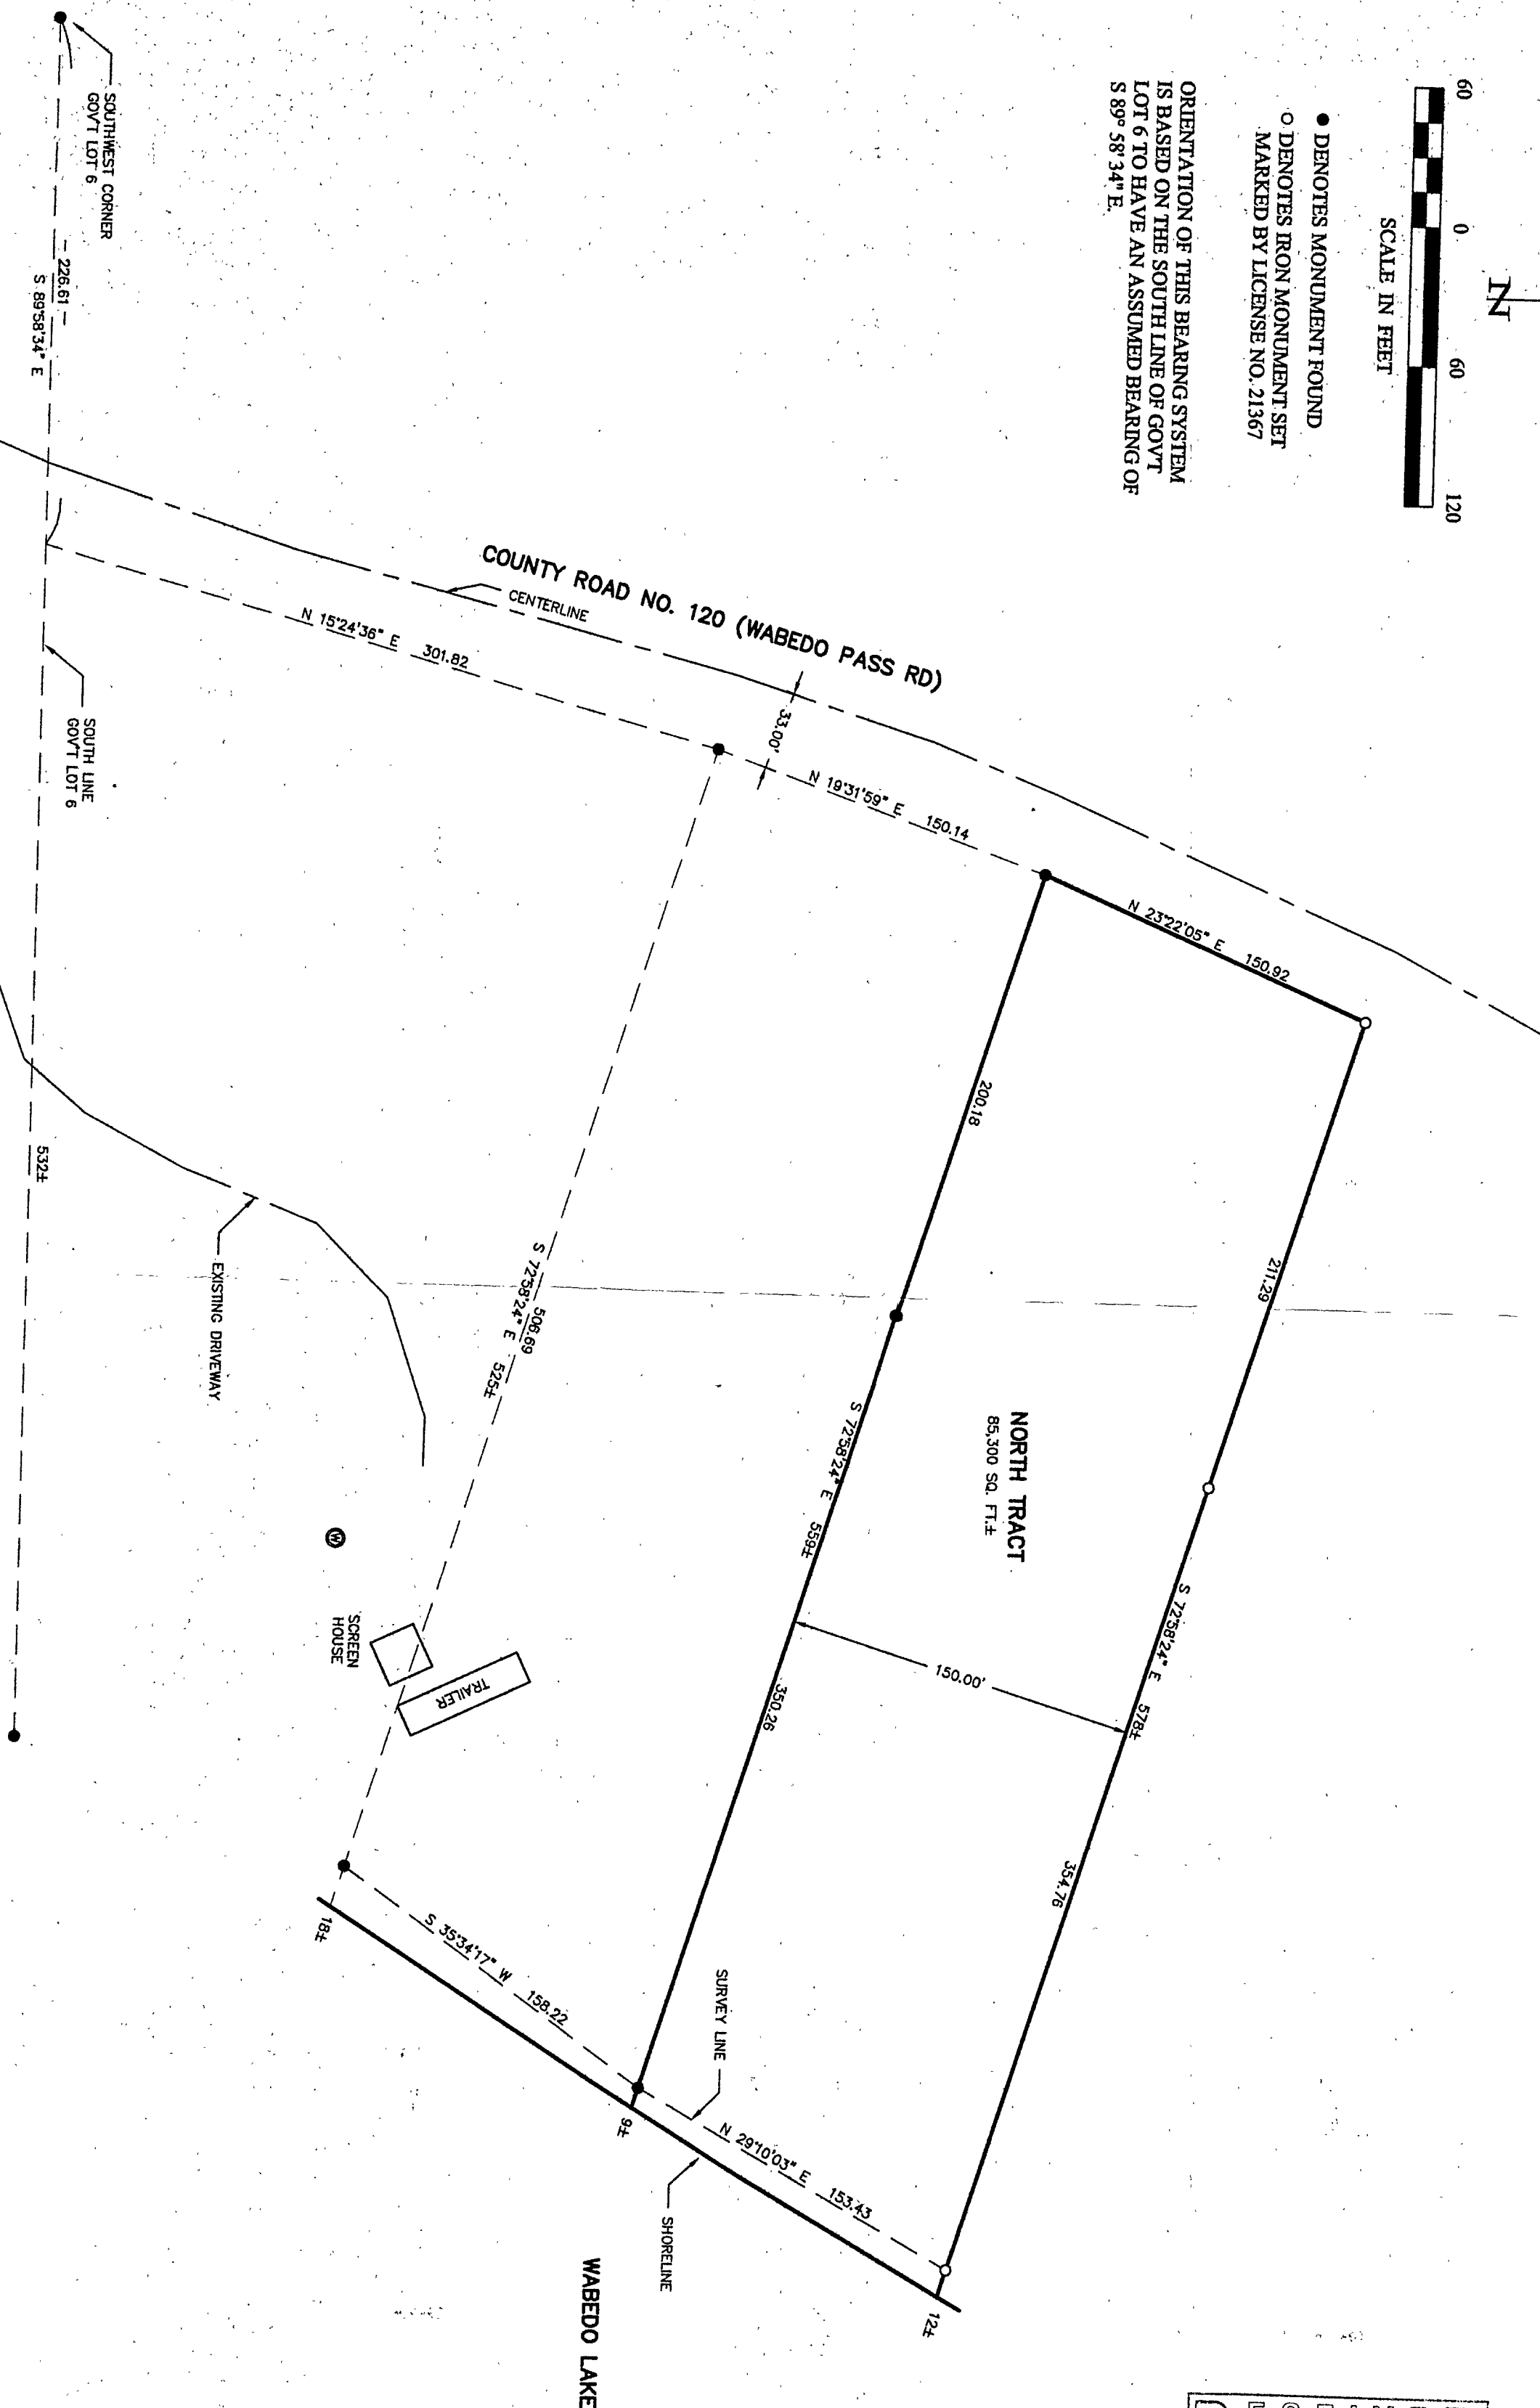 N
60 0 60 120
SCALE IN FEET
● DENOTES MONUMENT FOUND
○ DENOTES IRON MONUMENT SET
MARKED BY LICENSE NO. 21367
ORIENTATION OF THIS BEARING SYSTEM
IS BASED ON THE SOUTH LINE OF GOVT
LOT 6 TO HAVE AN ASSUMED BEARING OF
S 89° 58' 34" E.
COUNTY ROAD NO. 120 (WABEDO PASS RD)
CENTERLINE
33.00'
N 15°24'36" E 301.82
N 19°31'59" E 150.14
N 23°22'05" E 150.92
211.29
S 72°58'24" E 578±
354.76
12±
NORTH TRACT
85,300 SQ. FT.±
150.00'
200.18
S 72°58'24" E 559±
350.26
9±
N 29°10'03" E 153.43
SURVEY LINE
SHORELINE
WABEDO LAKE
S 35°34'17" W 158.22
18±
506.69
S 72°58'24" E 525±
TRAILER
SCREEN
HOUSE
W
EXISTING DRIVEWAY
SOUTHWEST CORNER
GOV'T LOT 6
226.61
S 89°58'34" E
SOUTH LINE
GOV'T LOT 6
532±